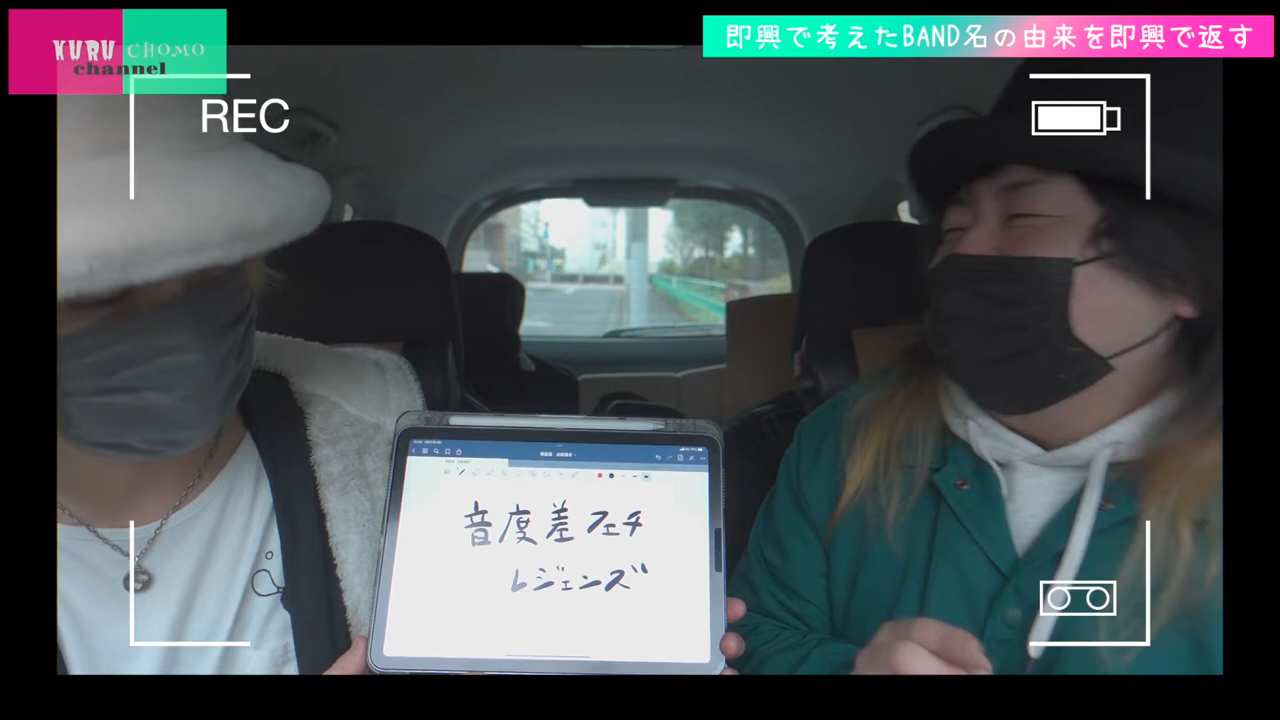 KURU CHOMO
channel
即興で考えたBAND名の由来を即興で返す
REC
音度差フェチ
レジェンズ